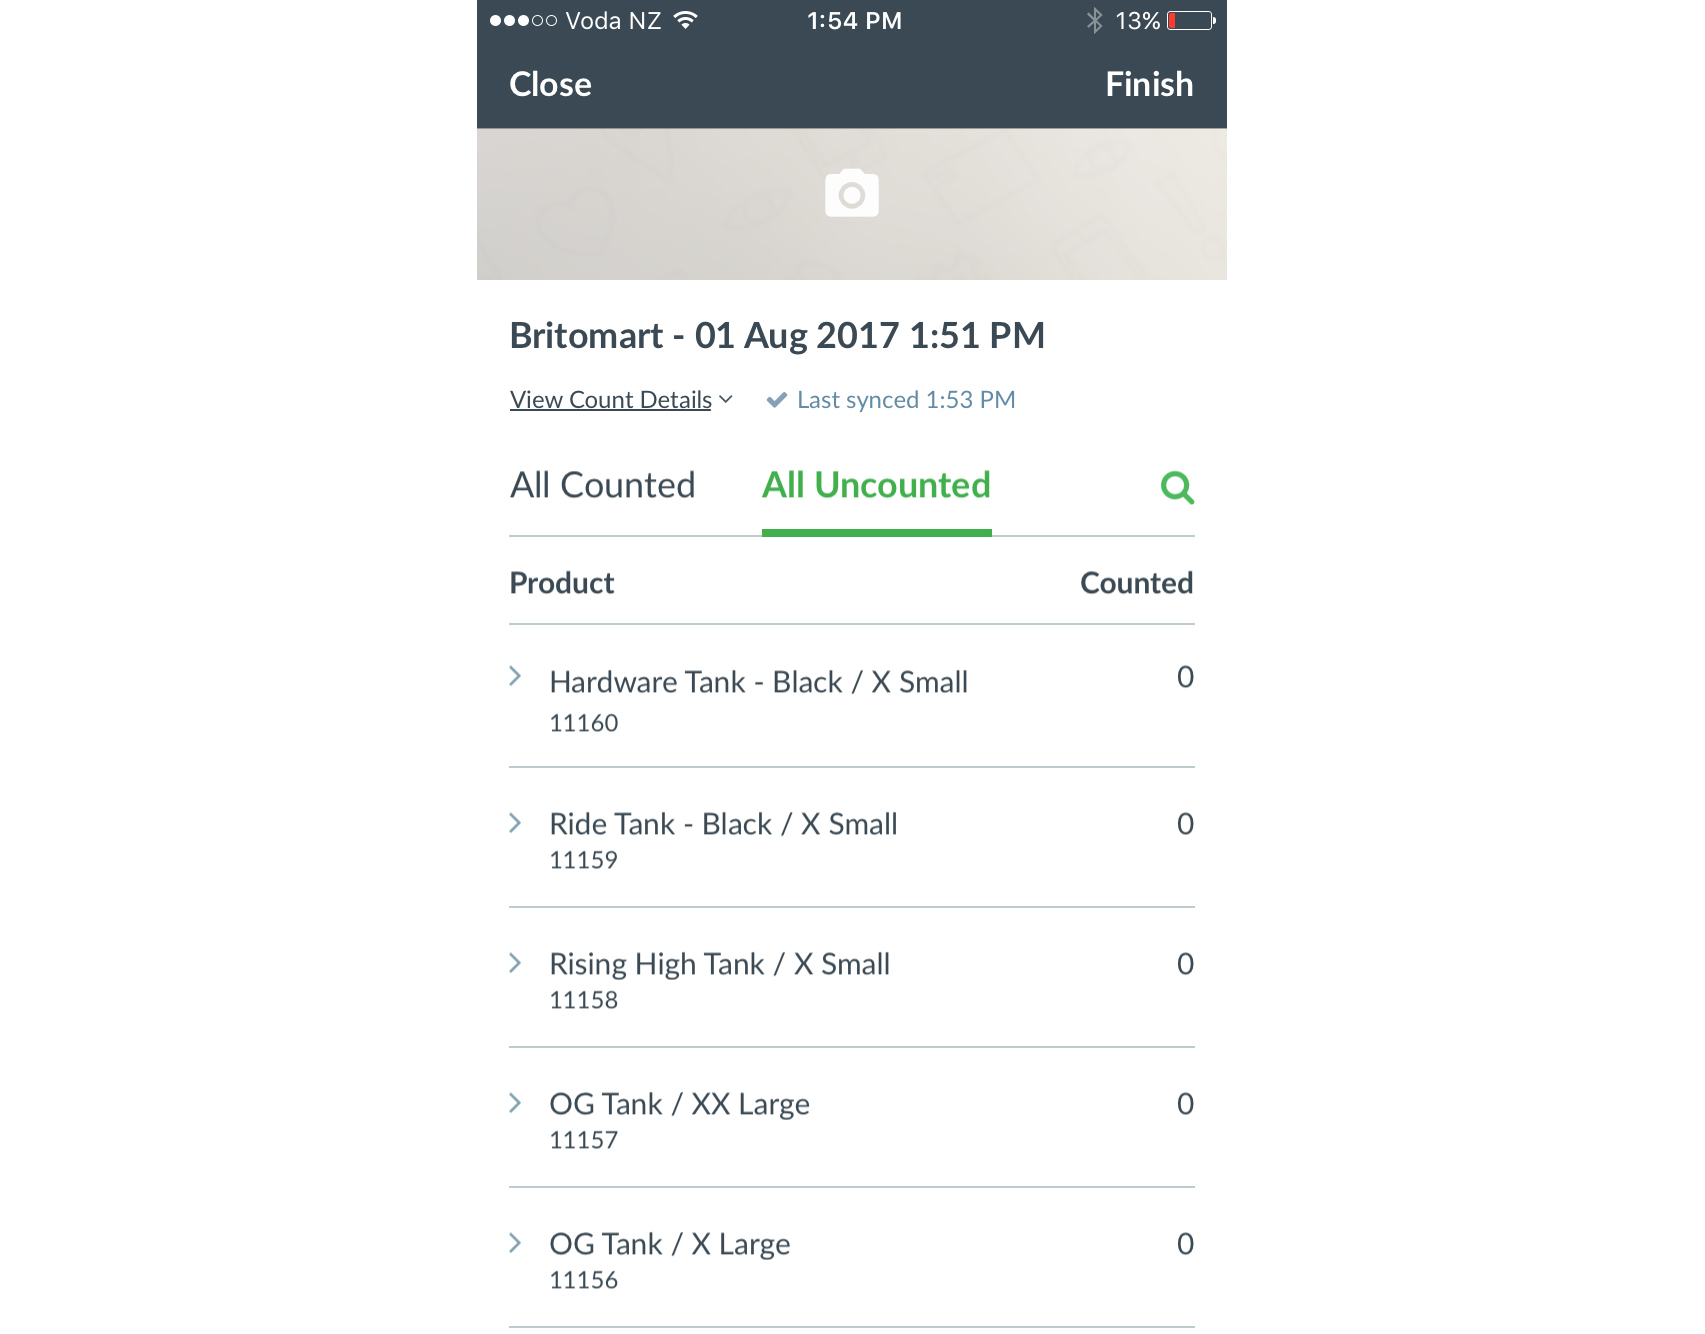 Voda NZ 1:54 PM 13%
Close Finish
Britomart - 01 Aug 2017 1:51 PM
View Count Details Last synced 1:53 PM
All Counted All Uncounted
Product Counted
Hardware Tank - Black / X Small 0
11160
Ride Tank - Black / X Small 0
11159
Rising High Tank / X Small 0
11158
OG Tank / XX Large 0
11157
OG Tank / X Large 0
11156